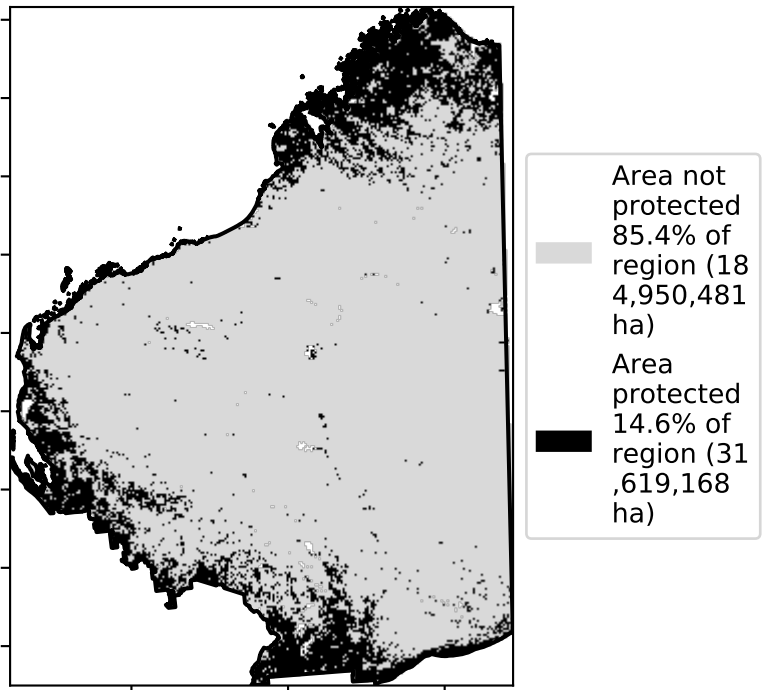 Area not
protected
85.4% of
region (18
4,950,481
ha)
Area
protected
14.6% of
region (31
,619,168
ha)